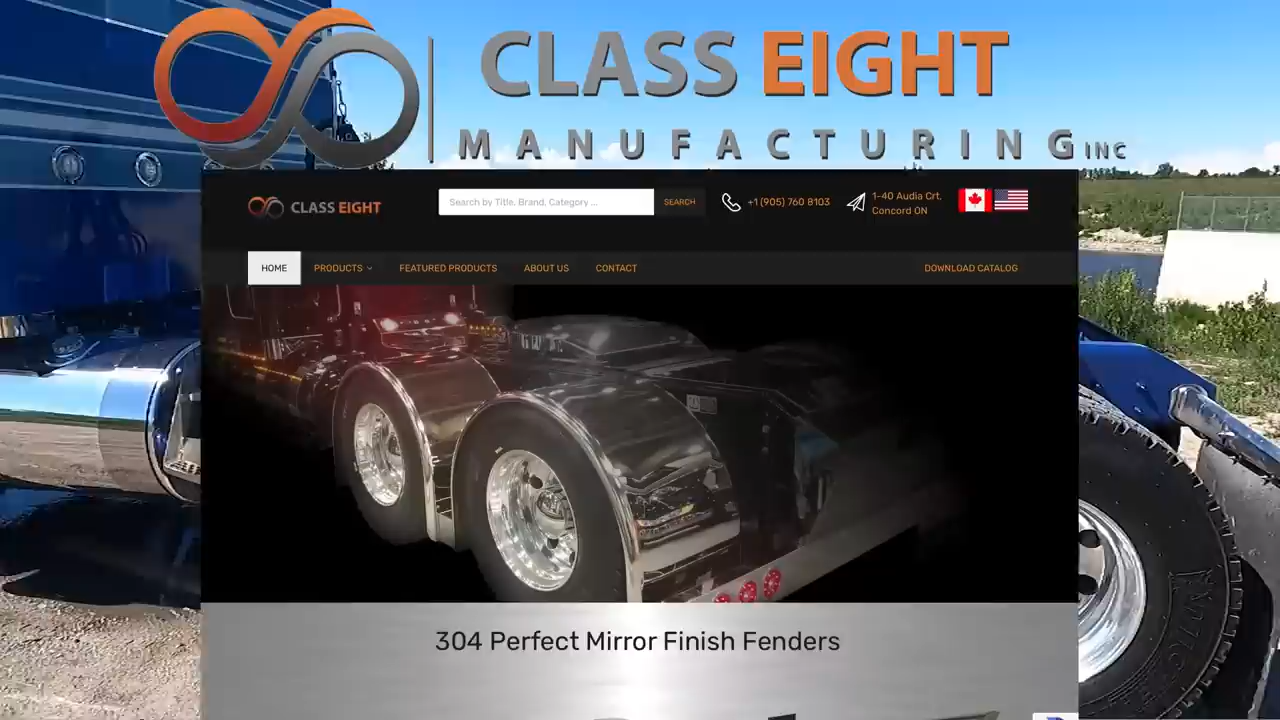 CLASS EIGHT
MANUFACTURING INC
CLASS EIGHT
Search by Title, Brand, Category ...
SEARCH
+1 (905) 760 8103
1-40 Audia Crt,
Concord ON
HOME
PRODUCTS
FEATURED PRODUCTS
ABOUT US
CONTACT
DOWNLOAD CATALOG
304 Perfect Mirror Finish Fenders